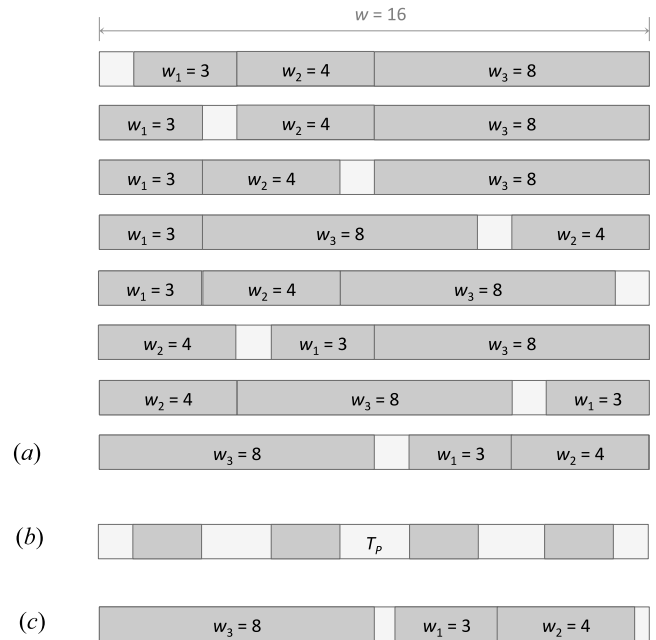 w = 16
w₁ = 3 w₂ = 4 w₃ = 8
w₁ = 3 w₂ = 4 w₃ = 8
w₁ = 3 w₂ = 4 w₃ = 8
w₁ = 3 w₃ = 8 w₂ = 4
w₁ = 3 w₂ = 4 w₃ = 8
w₂ = 4 w₁ = 3 w₃ = 8
w₂ = 4 w₃ = 8 w₁ = 3
(a) w₃ = 8 w₁ = 3 w₂ = 4
(b) T_P
(c) w₃ = 8 w₁ = 3 w₂ = 4